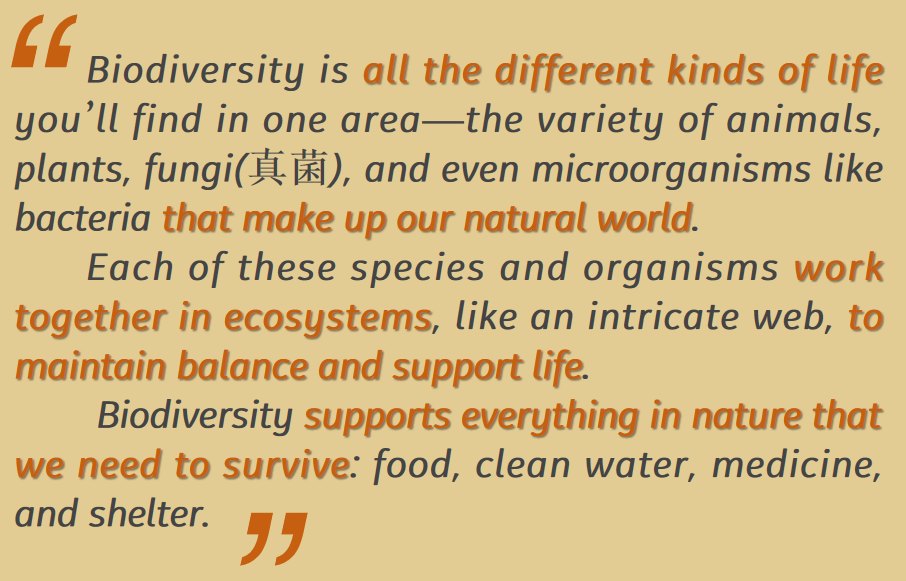 “Biodiversity is all the different kinds of life
you’ll find in one area—the variety of animals,
plants, fungi(真菌), and even microorganisms like
bacteria that make up our natural world.
Each of these species and organisms work
together in ecosystems, like an intricate web, to
maintain balance and support life.
Biodiversity supports everything in nature that
we need to survive: food, clean water, medicine,
and shelter. ”